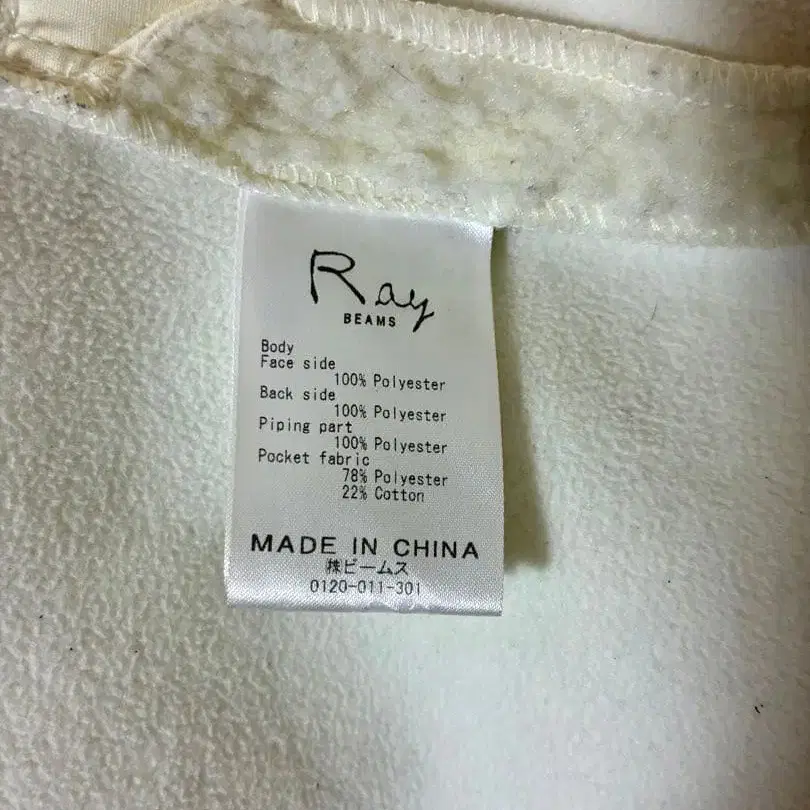 Ray
BEAMS
Body
Face side
100% Polyester
Back side
100% Polyester
Piping part
100% Polyester
Pocket fabric
78% Polyester
22% Cotton
MADE IN CHINA
㈱ビームス
0120-011-301